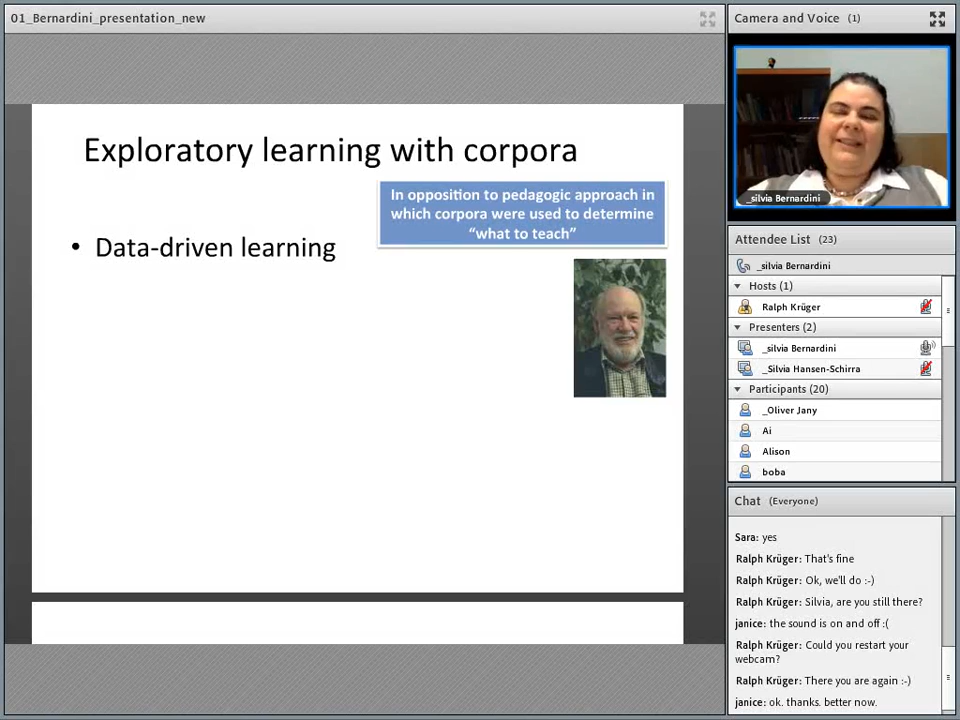 01_Bernardini_presentation_new
Exploratory learning with corpora
In opposition to pedagogic approach in
which corpora were used to determine
“what to teach”
• Data-driven learning
Camera and Voice (1)
_silvia Bernardini
Attendee List (23)
_silvia Bernardini
Hosts (1)
Ralph Krüger
Presenters (2)
_silvia Bernardini
_Silvia Hansen-Schirra
Participants (20)
_Oliver Jany
Ai
Alison
boba
Chat (Everyone)
Sara: yes
Ralph Krüger: That's fine
Ralph Krüger: Ok, we'll do :-)
Ralph Krüger: Silvia, are you still there?
janice: the sound is on and off :(
Ralph Krüger: Could you restart your
webcam?
Ralph Krüger: There you are again :-)
janice: ok. thanks. better now.